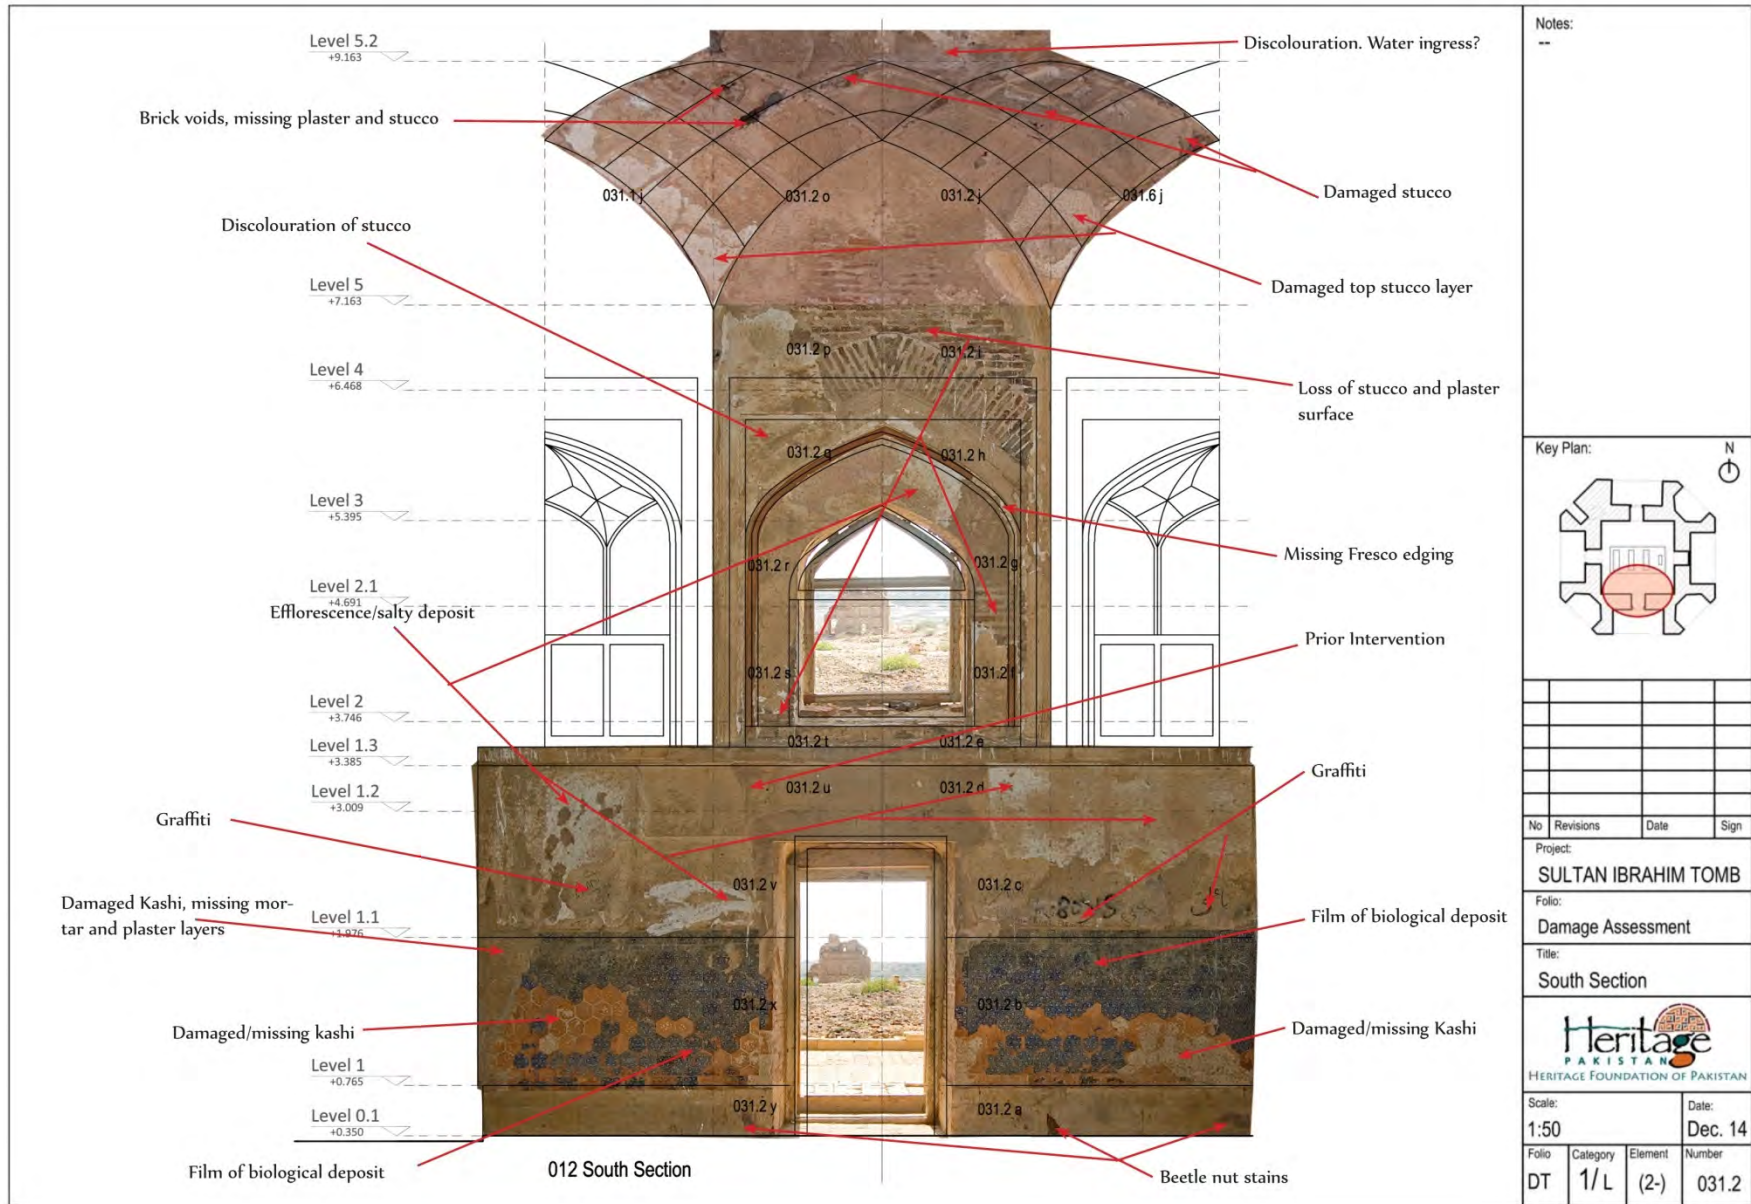 Level 5.2
+9.163
Discolouration. Water ingress?
Brick voids, missing plaster and stucco
031.1 j
031.2 o
031.2 j
031.6 j
Damaged stucco
Discolouration of stucco
Damaged top stucco layer
Level 5
+7.163
031.2 p
031.2 i
Level 4
+6.468
Loss of stucco and plaster
surface
031.2 q
031.2 h
Level 3
+5.395
Missing Fresco edging
031.2 r
031.2 g
Level 2.1
+4.691
Efflorescence/salty deposit
Prior Intervention
031.2 s
031.2 f
Level 2
+3.746
031.2 t
031.2 e
Level 1.3
+3.385
Graffiti
031.2 u
031.2 d
Level 1.2
+3.009
Graffiti
031.2 v
031.2 c
Damaged Kashi, missing mor-
tar and plaster layers
Level 1.1
+1.976
Film of biological deposit
031.2 x
031.2 b
Damaged/missing kashi
Damaged/missing Kashi
Level 1
+0.765
031.2 y
031.2 a
Level 0.1
+0.350
Film of biological deposit
012 South Section
Beetle nut stains
Notes:
--
Key Plan:
N
No Revisions Date Sign
Project:
SULTAN IBRAHIM TOMB
Folio:
Damage Assessment
Title:
South Section
Heritage
PAKISTAN
HERITAGE FOUNDATION OF PAKISTAN
Scale:
1:50
Date:
Dec. 14
Folio Category Element Number
DT 1/L (2-) 031.2